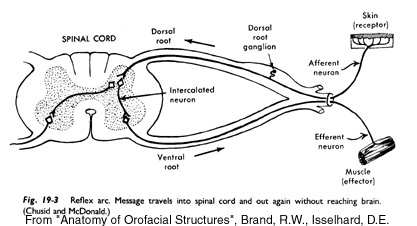 Skin
(receptor)
Dorsal
root
Dorsal
root
ganglion
SPINAL CORD
Afferent
neuron
Intercalated
neuron
Efferent
neuron
Ventral
root
Muscle
(effector)
Fig. 19-3 Reflex arc. Message travels into spinal cord and out again without reaching brain.
(Chusid and McDonald.)
From "Anatomy of Orofacial Structures", Brand, R.W., Isselhard, D.E.